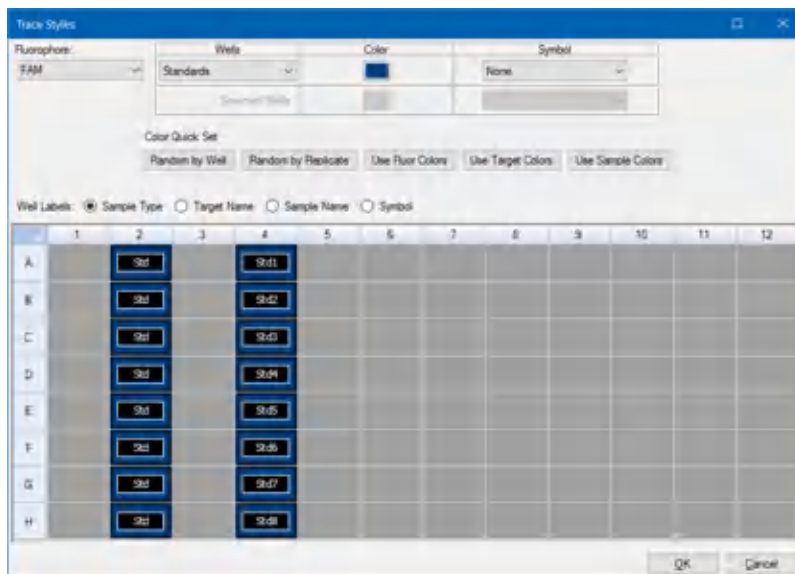 Trace Styles
Fluorophore: Wells Color Symbol
FAM Standards None
Selected Wells
Color Quick Set
Random by Well Random by Replicate Use Fluor Colors Use Target Colors Use Sample Colors
Well Labels: Sample Type Target Name Sample Name Symbol
1 2 3 4 5 6 7 8 9 10 11 12
A Std Std1
B Std Std2
C Std Std3
D Std Std4
E Std Std5
F Std Std6
G Std Std7
H Std Std8
OK Cancel